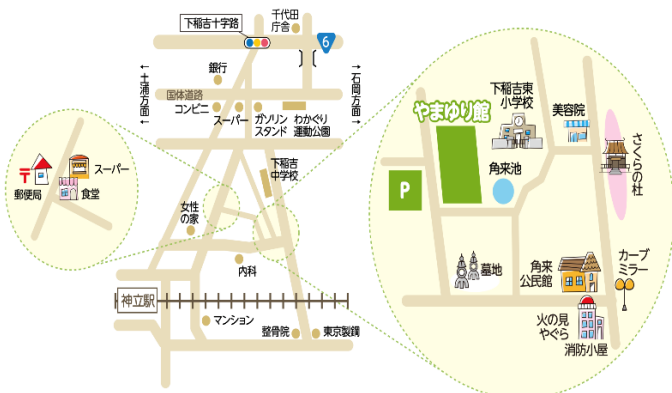 下稲吉十字路
千代田
庁舎
6
銀行
国体道路
コンビニ
スーパー
ガソリン
スタンド
わかぐり
運動公園
←土浦方面←
→石岡方面→
下稲吉
中学校
女性
の家
内科
神立駅
マンション
整骨院
東京製鋼
〒
郵便局
スーパー
食堂
やまゆり館
P
下稲吉東
小学校
美容院
さくらの杜
角来池
墓地
角来
公民館
カーブ
ミラー
火の見
やぐら
消防小屋